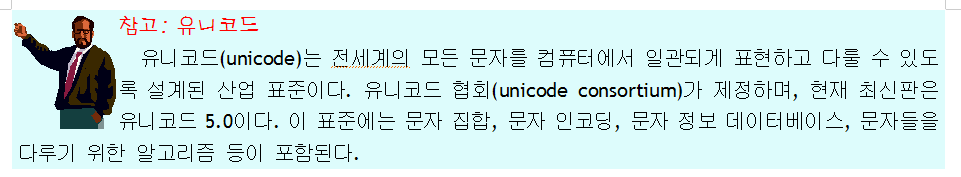 참고: 유니코드
유니코드(unicode)는 전세계의 모든 문자를 컴퓨터에서 일관되게 표현하고 다룰 수 있도
록 설계된 산업 표준이다. 유니코드 협회(unicode consortium)가 제정하며, 현재 최신판은
유니코드 5.0이다. 이 표준에는 문자 집합, 문자 인코딩, 문자 정보 데이터베이스, 문자들을
다루기 위한 알고리즘 등이 포함된다.